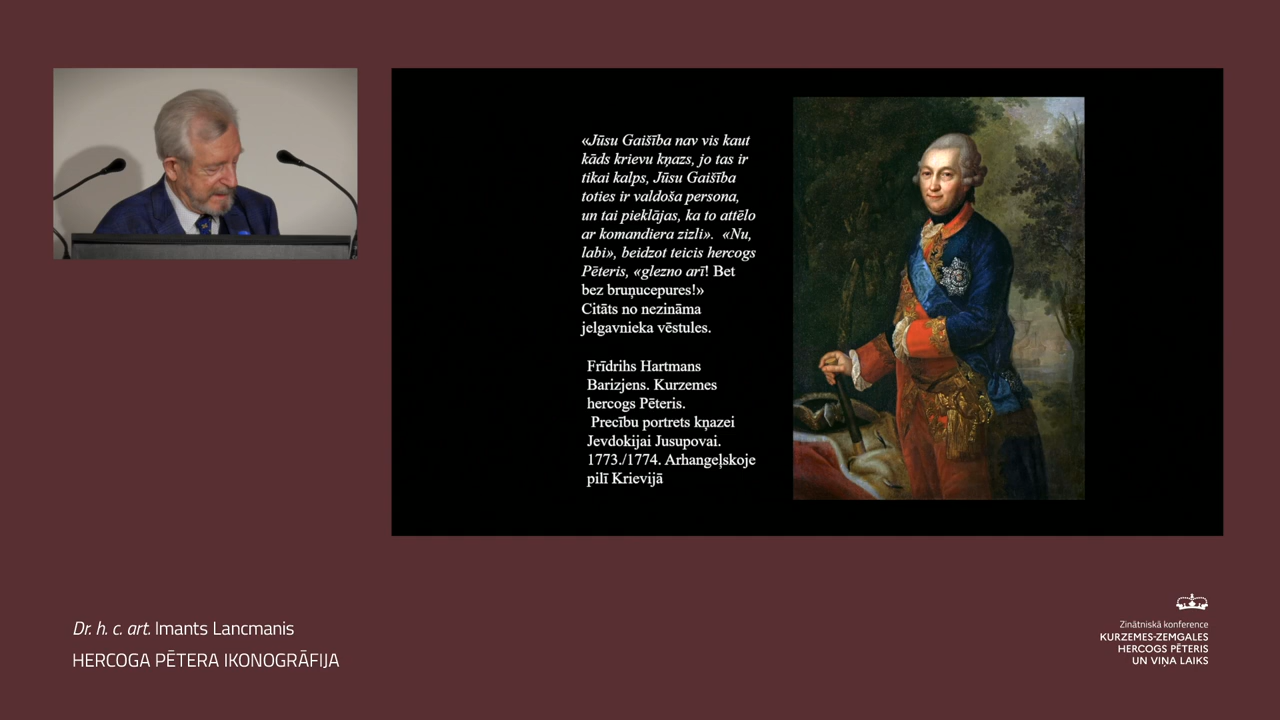 «Jūsu Gaišība nav vis kaut
kāds krievu kņazs, jo tas ir
tikai kalps, Jūsu Gaišība
toties ir valdoša persona,
un tai pieklājas, ka to attēlo
ar komandiera zizli». «Nu,
labi», beidzot teicis hercogs
Pēteris, «glezno arī! Bet
bez bruņucepures!»
Citāts no nezināma
jelgavnieka vēstules.
Frīdrihs Hartmans
Barizjens. Kurzemes
hercogs Pēteris.
Precību portrets kņazei
Jevdokijai Jusupovai.
1773./1774. Arhangeļskoje
pilī Krievijā
Dr. h. c. art. Imants Lancmanis
HERCOGA PĒTERA IKONOGRĀFIJA
Zinātniskā konference
KURZEMES-ZEMGALES
HERCOGS PĒTERIS
UN VIŅA LAIKS